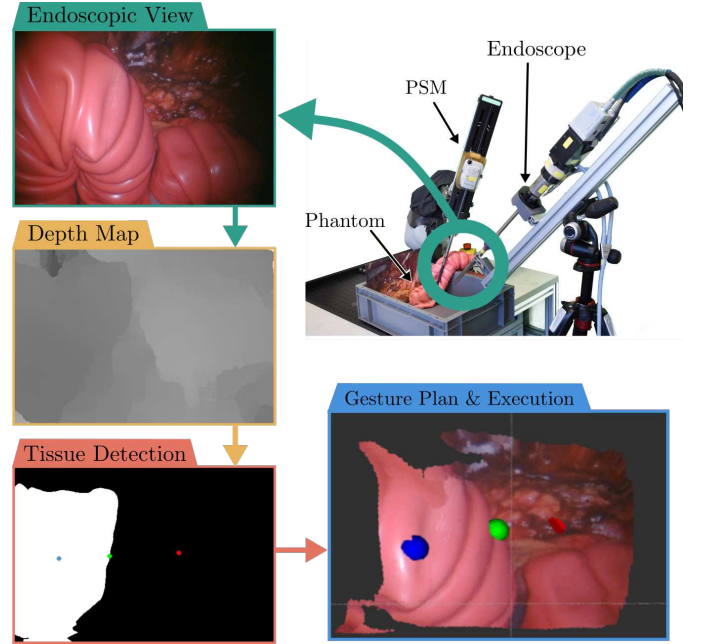 Endoscopic View
Endoscope
PSM
Phantom
Depth Map
Gesture Plan & Execution
Tissue Detection